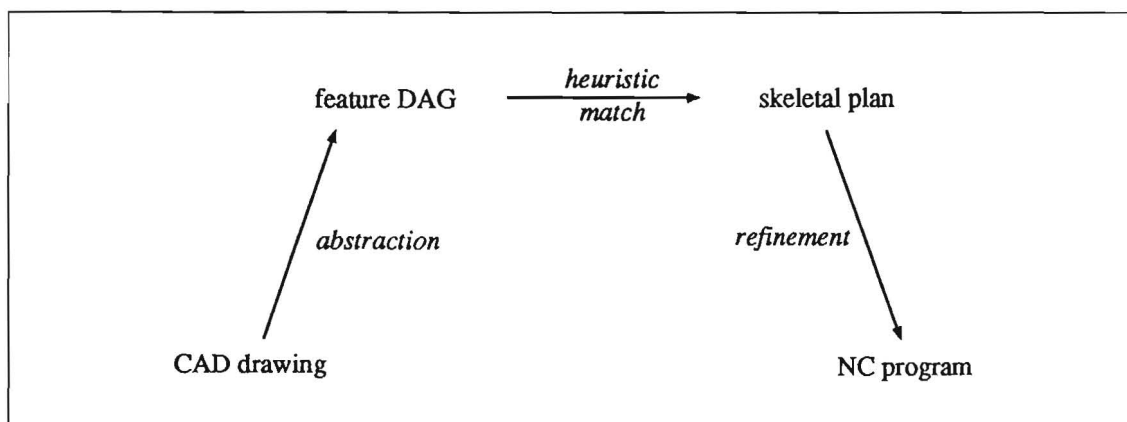 feature DAG
heuristic
match
skeletal plan
abstraction
refinement
CAD drawing
NC program